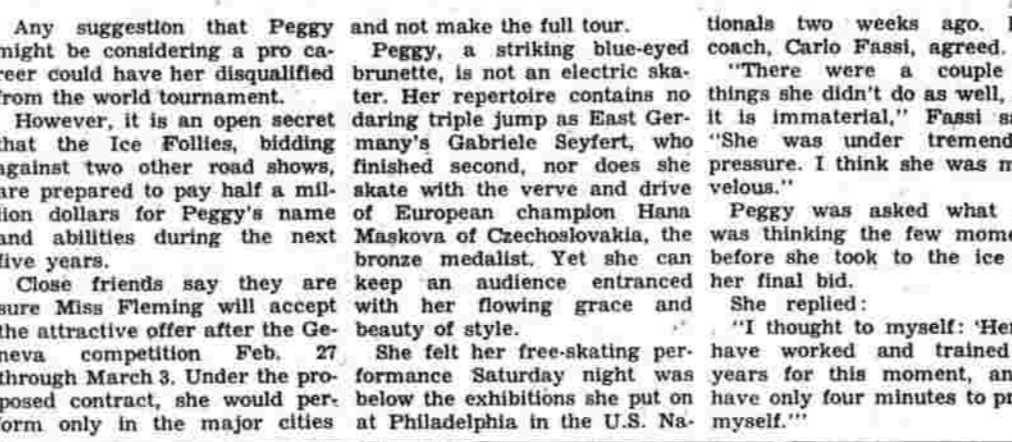 Any suggestion that Peggy
might be considering a pro ca-
reer could have her disqualified
from the world tournament.
However, it is an open secret
that the Ice Follies, bidding
against two other road shows,
are prepared to pay half a mil-
lion dollars for Peggy's name
and abilities during the next
five years.
Close friends say they are
sure Miss Fleming will accept
the attractive offer after the Ge-
neva competition Feb. 27
through March 3. Under the pro-
posed contract, she would per-
form only in the major cities
and not make the full tour.
Peggy, a striking blue-eyed
brunette, is not an electric ska-
ter. Her repertoire contains no
daring triple jump as East Ger-
many's Gabriele Seyfert, who
finished second, nor does she
skate with the verve and drive
of European champion Hana
Maskova of Czechoslovakia, the
bronze medalist. Yet she can
keep an audience entranced
with her flowing grace and
beauty of style.
She felt her free-skating per-
formance Saturday night was
below the exhibitions she put on
at Philadelphia in the U.S. Na-
tionals two weeks ago.
coach, Carlo Fassi, agreed.
"There were a couple
things she didn't do as well,
it is immaterial," Fassi
"She was under
pressure. I think she was
velous."
Peggy was asked what
was thinking the few
before she took to the ice
her final bid.
She replied:
"I thought to myself:
have worked and trained
years for this moment,
have only four minutes to
myself.'"